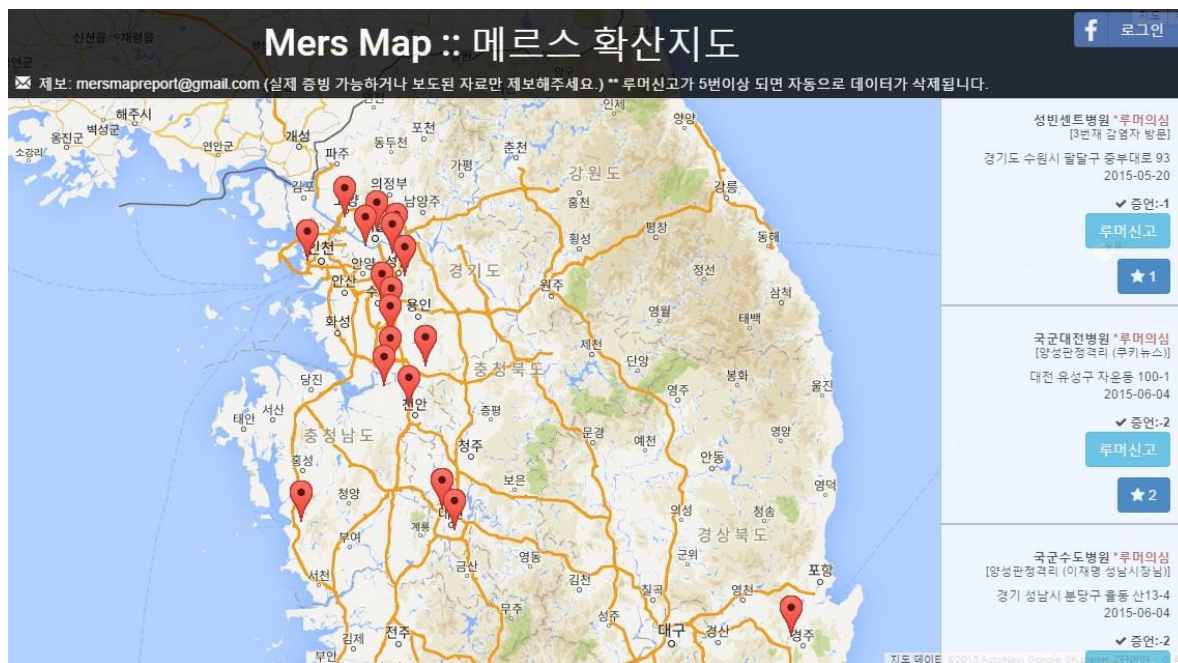 Mers Map :: 메르스 확산지도
로그인
제보: mersmapreport@gmail.com (실제 증빙 가능하거나 보도된 자료만 제보해주세요.) ** 루머신고가 5번이상 되면 자동으로 데이터가 삭제됩니다.
성빈센트병원 *루머의심
[3번재 감염자 방문]
경기도 수원시 팔달구 중부대로 93
2015-05-20
증언:-1
루머신고
1
국군대전병원 *루머의심
[양성판정격리 (쿠키뉴스)]
대전 유성구 자운동 100-1
2015-06-04
증언:-2
루머신고
2
국군수도병원 *루머의심
[양성판정격리 (이재명 성남시장님)]
경기 성남시 분당구 율동 산13-4
2015-06-04
증언:-2
해주시
벽성군
옹진군
소강리
연안군
개성
파주
동두천
포천
춘천
인제
양양
강원도
가평
김포
의정부
남양주
홍천
강릉
인천
안양
안산
경기도
횡성
평창
동해
정선
용인
원주
화성
영월
삼척
태백
제천
단양
충청북도
당진
봉화
울진
영주
서산
태안
천안
증평
충청남도
청주
문경
예천
영양
안동
홍성
청양
보은
영덕
의성
청송
계룡
경상북도
부여
영동
군위
서천
금산
김천
칠곡
영천
포항
무주
성주
김제
전주
대구
경산
경주
부안
지도 데이터 ©2015 AutoNavi, Google, SK planet, ZENRIN